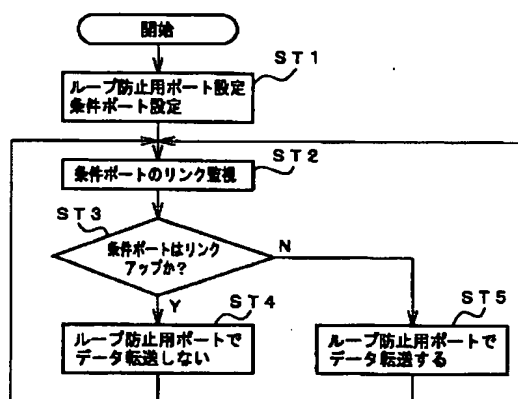 開始
ST1
ループ防止用ポート設定
条件ポート設定
ST2
条件ポートのリンク監視
ST3
条件ポートはリンク
アップか?
N
Y
ST4
ループ防止用ポートで
データ転送しない
ST5
ループ防止用ポートで
データ転送する